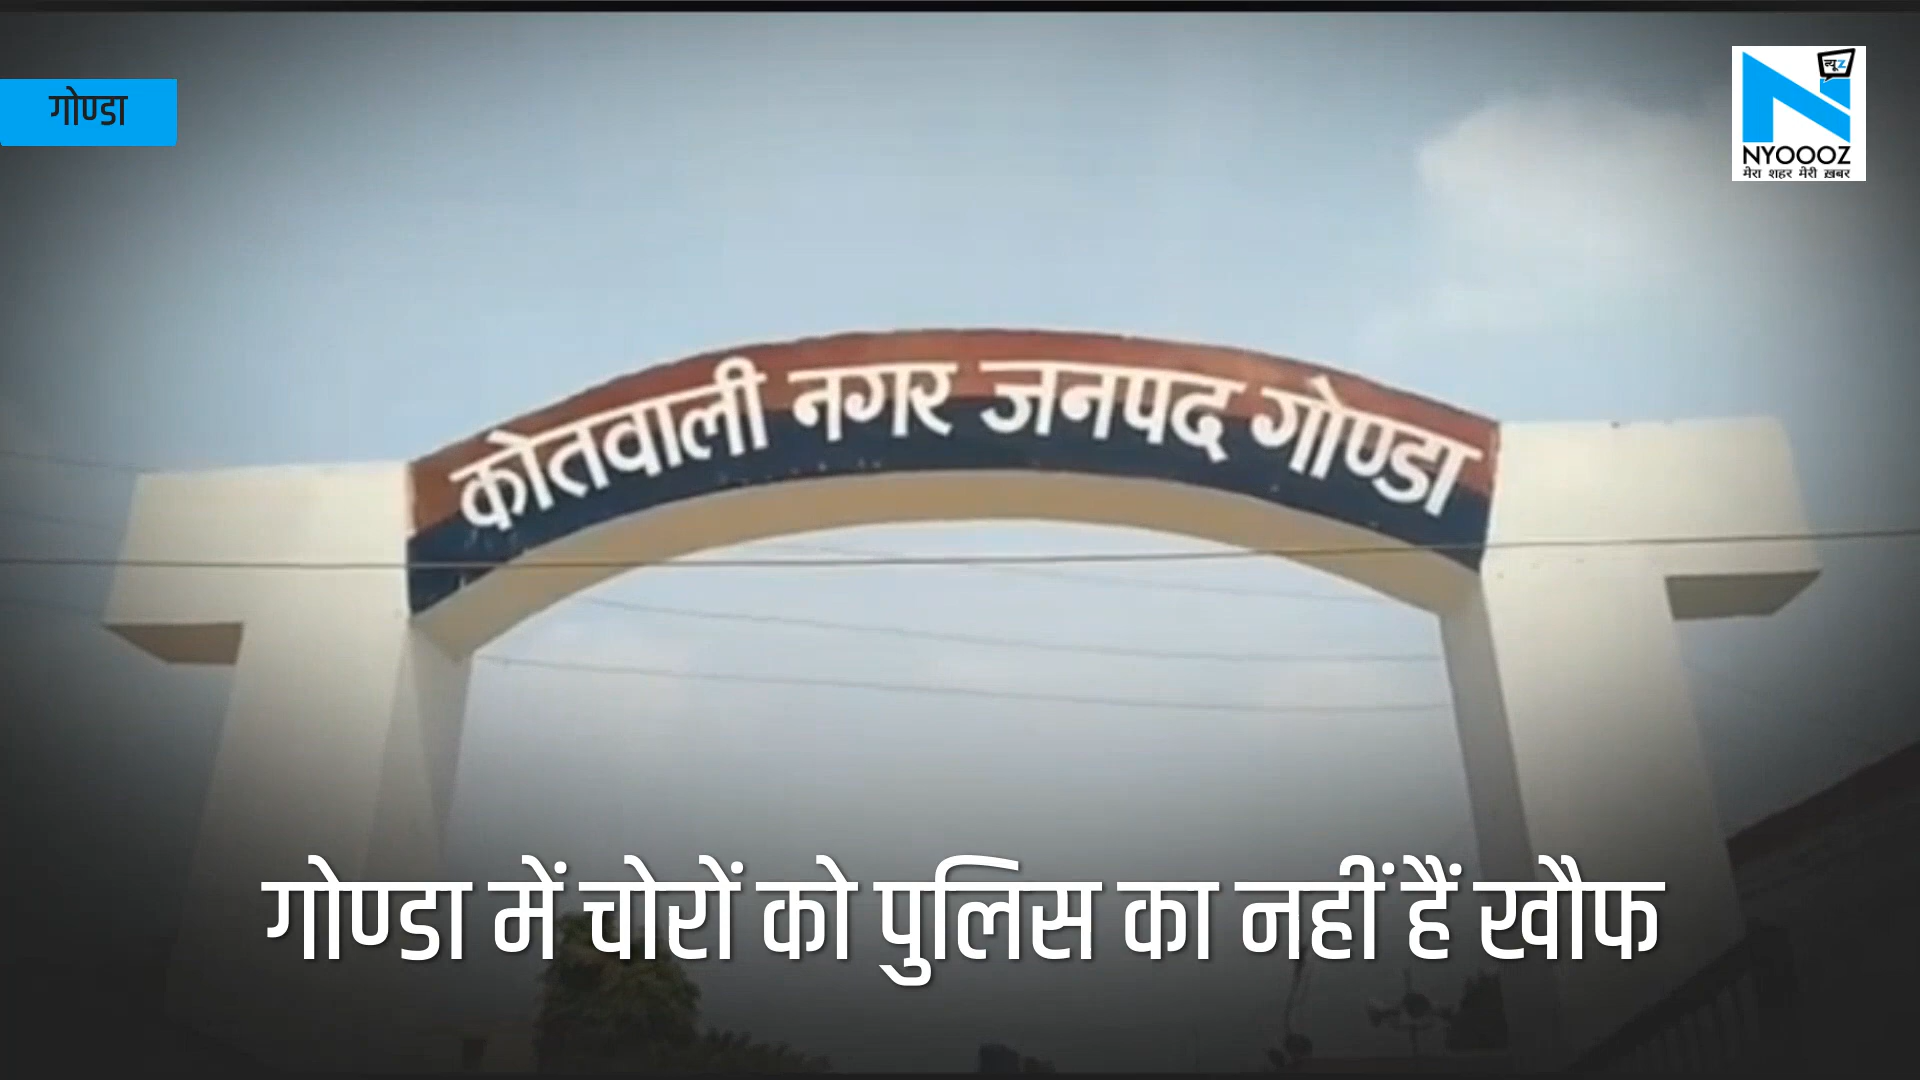 गोण्डा
न्यूZ
NYOOOZ
मेरा शहर मेरी ख़बर
कोतवाली नगर जनपद गोण्डा
गोण्डा में चोरों को पुलिस का नहीं हैं खौफ